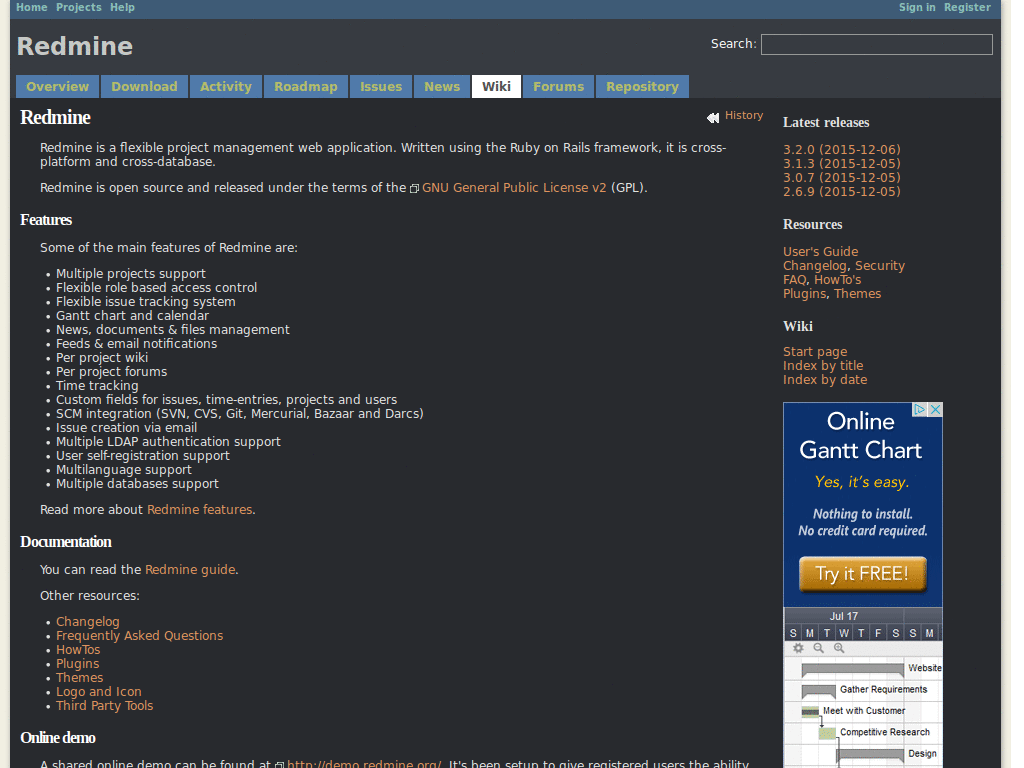 Home Projects Help Sign in Register
Redmine
Search:
Overview Download Activity Roadmap Issues News Wiki Forums Repository
Redmine
History
Redmine is a flexible project management web application. Written using the Ruby on Rails framework, it is cross-
platform and cross-database.
Redmine is open source and released under the terms of the GNU General Public License v2 (GPL).
Features
Some of the main features of Redmine are:
Multiple projects support
Flexible role based access control
Flexible issue tracking system
Gantt chart and calendar
News, documents & files management
Feeds & email notifications
Per project wiki
Per project forums
Time tracking
Custom fields for issues, time-entries, projects and users
SCM integration (SVN, CVS, Git, Mercurial, Bazaar and Darcs)
Issue creation via email
Multiple LDAP authentication support
User self-registration support
Multilanguage support
Multiple databases support
Read more about Redmine features.
Documentation
You can read the Redmine guide.
Other resources:
Changelog
Frequently Asked Questions
HowTos
Plugins
Themes
Logo and Icon
Third Party Tools
Online demo
A shared online demo can be found at http://demo.redmine.org/. It's been setup to give registered users the ability
Latest releases
3.2.0 (2015-12-06)
3.1.3 (2015-12-05)
3.0.7 (2015-12-05)
2.6.9 (2015-12-05)
Resources
User's Guide
Changelog, Security
FAQ, HowTo's
Plugins, Themes
Wiki
Start page
Index by title
Index by date
Online
Gantt Chart
Yes, it's easy.
Nothing to install.
No credit card required.
Try it FREE!
Jul 17
S M T W T F S S M
Website
Gather Requirements
Meet with Customer
Competitive Research
Design